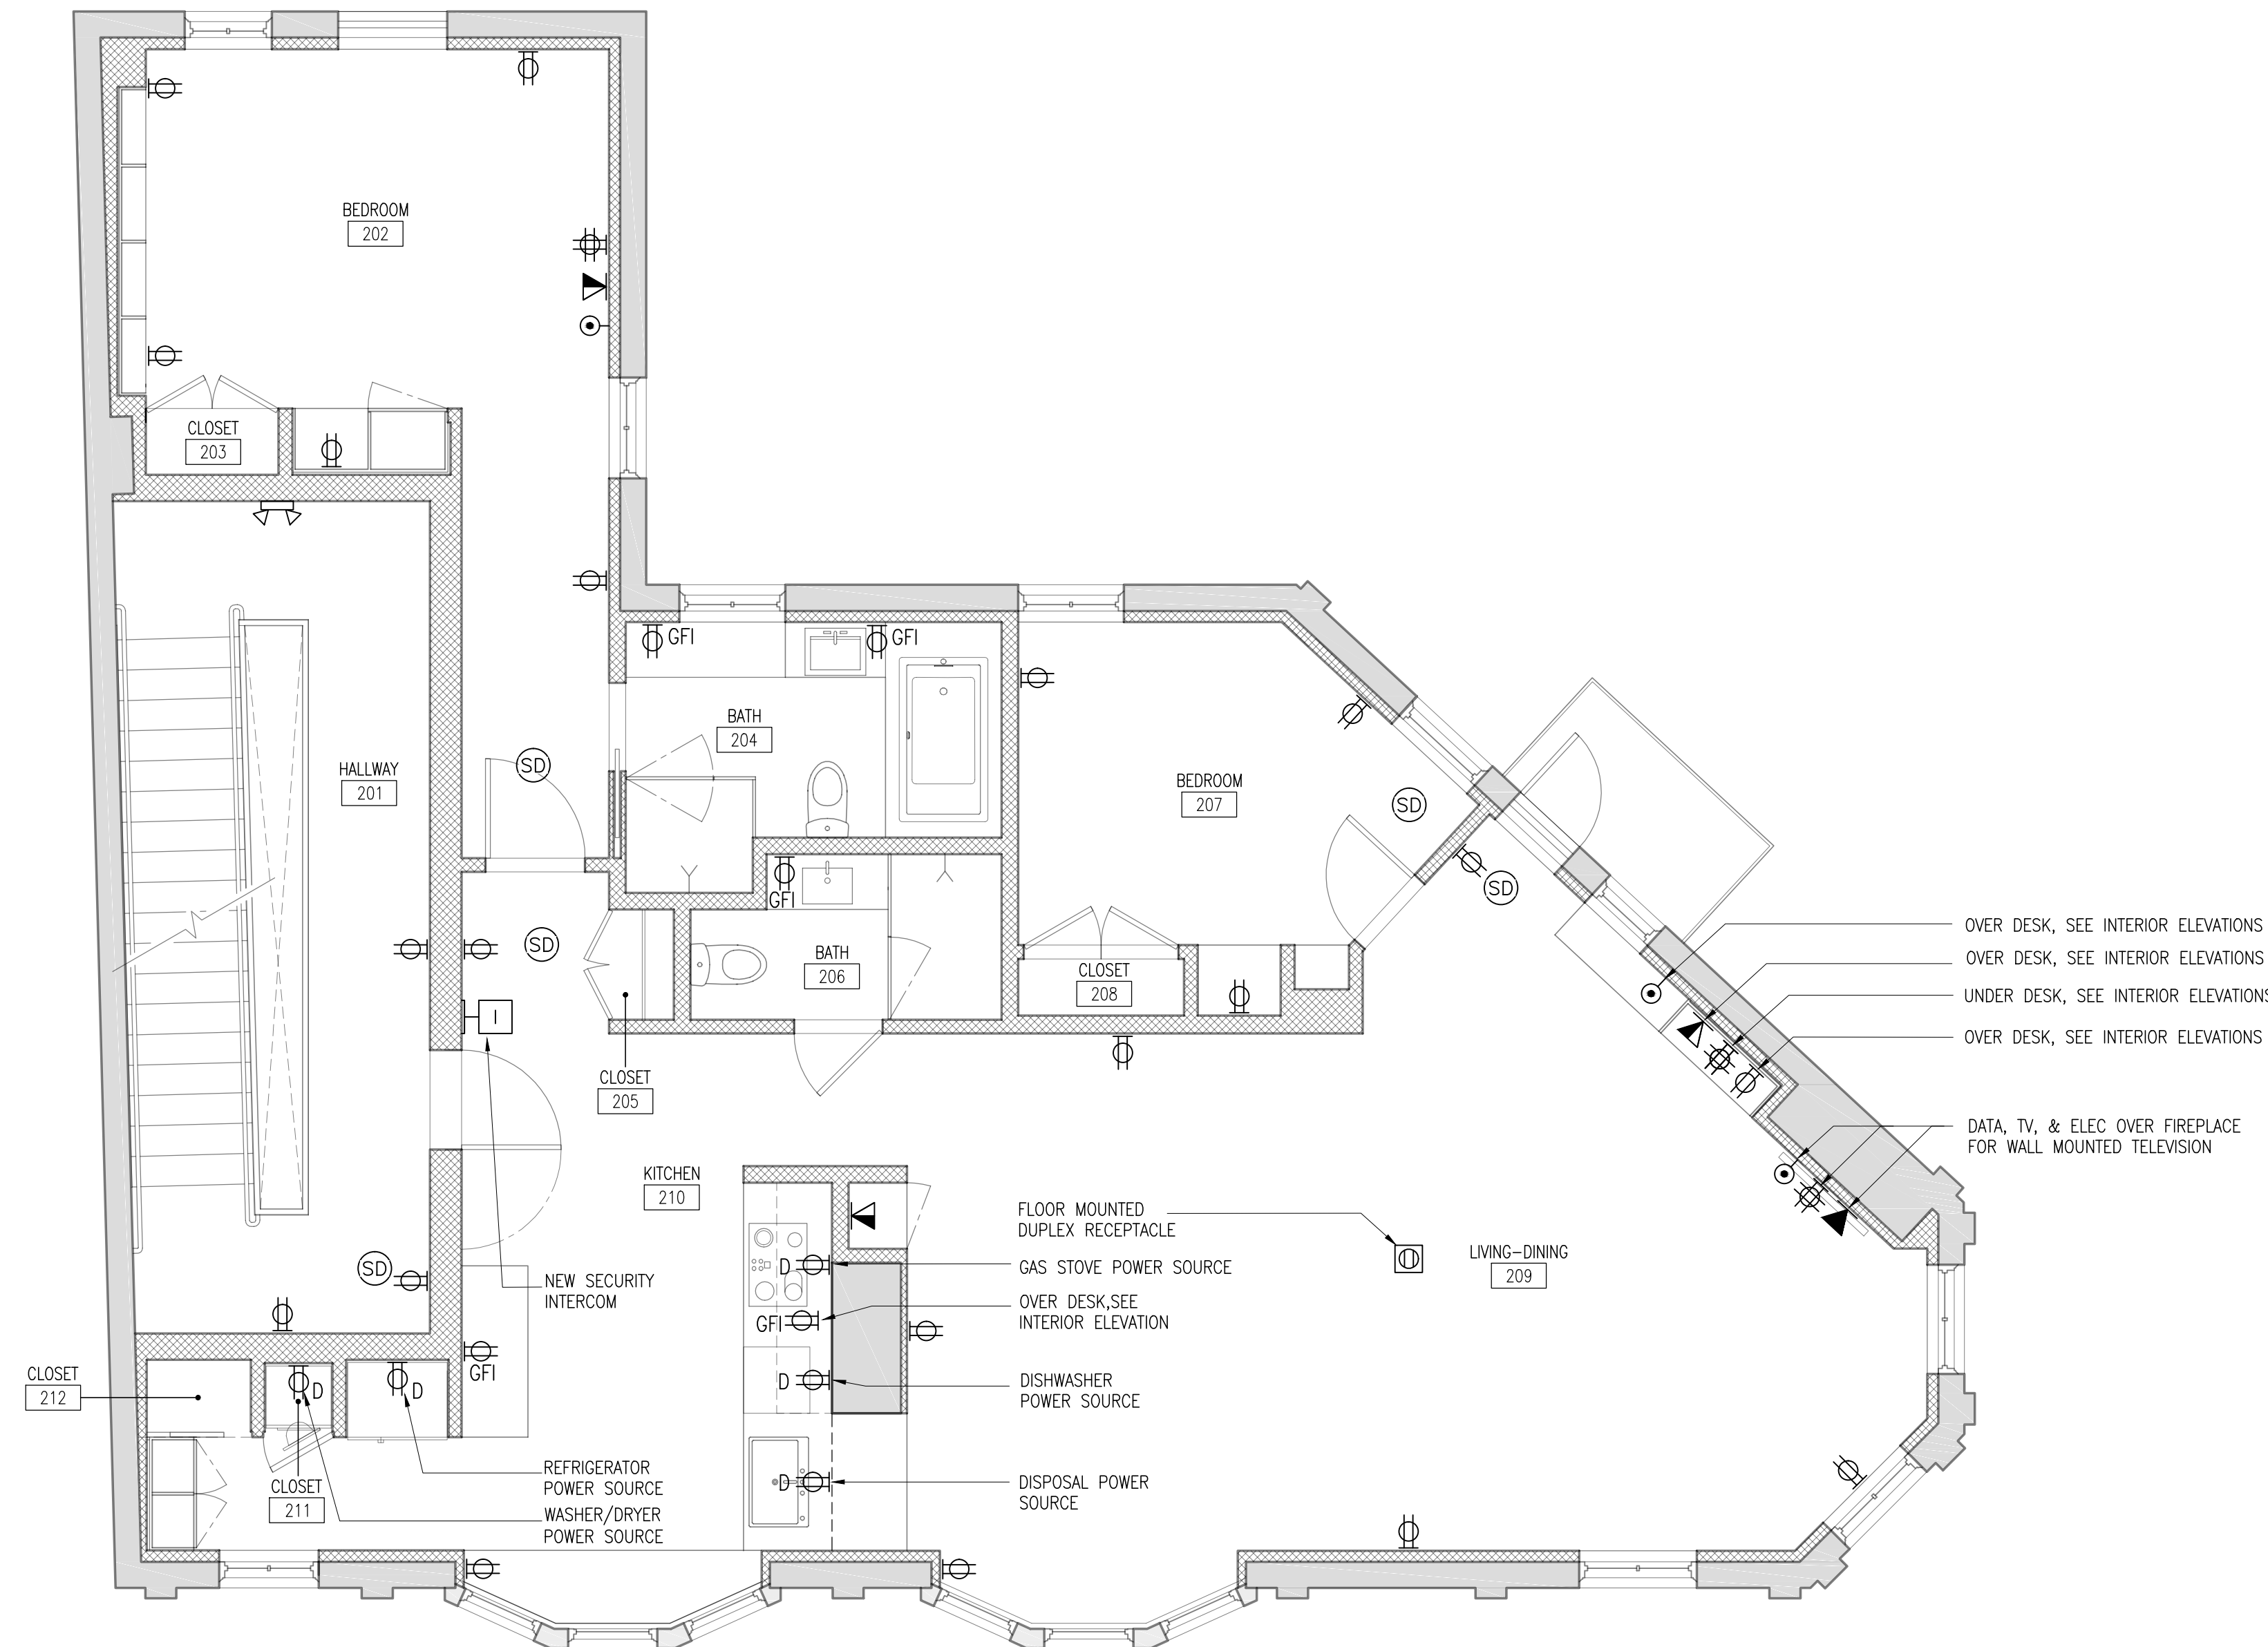 BEDROOM
202
CLOSET
203
GFI
GFI
BATH
204
HALLWAY
201
SD
BEDROOM
207
SD
SD
GFI
SD
BATH
206
CLOSET
208
I
CLOSET
205
OVER DESK, SEE INTERIOR ELEVATIONS
OVER DESK, SEE INTERIOR ELEVATIONS
UNDER DESK, SEE INTERIOR ELEVATIONS
OVER DESK, SEE INTERIOR ELEVATIONS
DATA, TV, & ELEC OVER FIREPLACE
FOR WALL MOUNTED TELEVISION
KITCHEN
210
FLOOR MOUNTED
DUPLEX RECEPTACLE
LIVING-DINING
209
SD
D
GAS STOVE POWER SOURCE
NEW SECURITY
INTERCOM
GFI
OVER DESK,SEE
INTERIOR ELEVATION
GFI
CLOSET
212
D
D
D
DISHWASHER
POWER SOURCE
REFRIGERATOR
POWER SOURCE
D
DISPOSAL POWER
SOURCE
CLOSET
211
WASHER/DRYER
POWER SOURCE